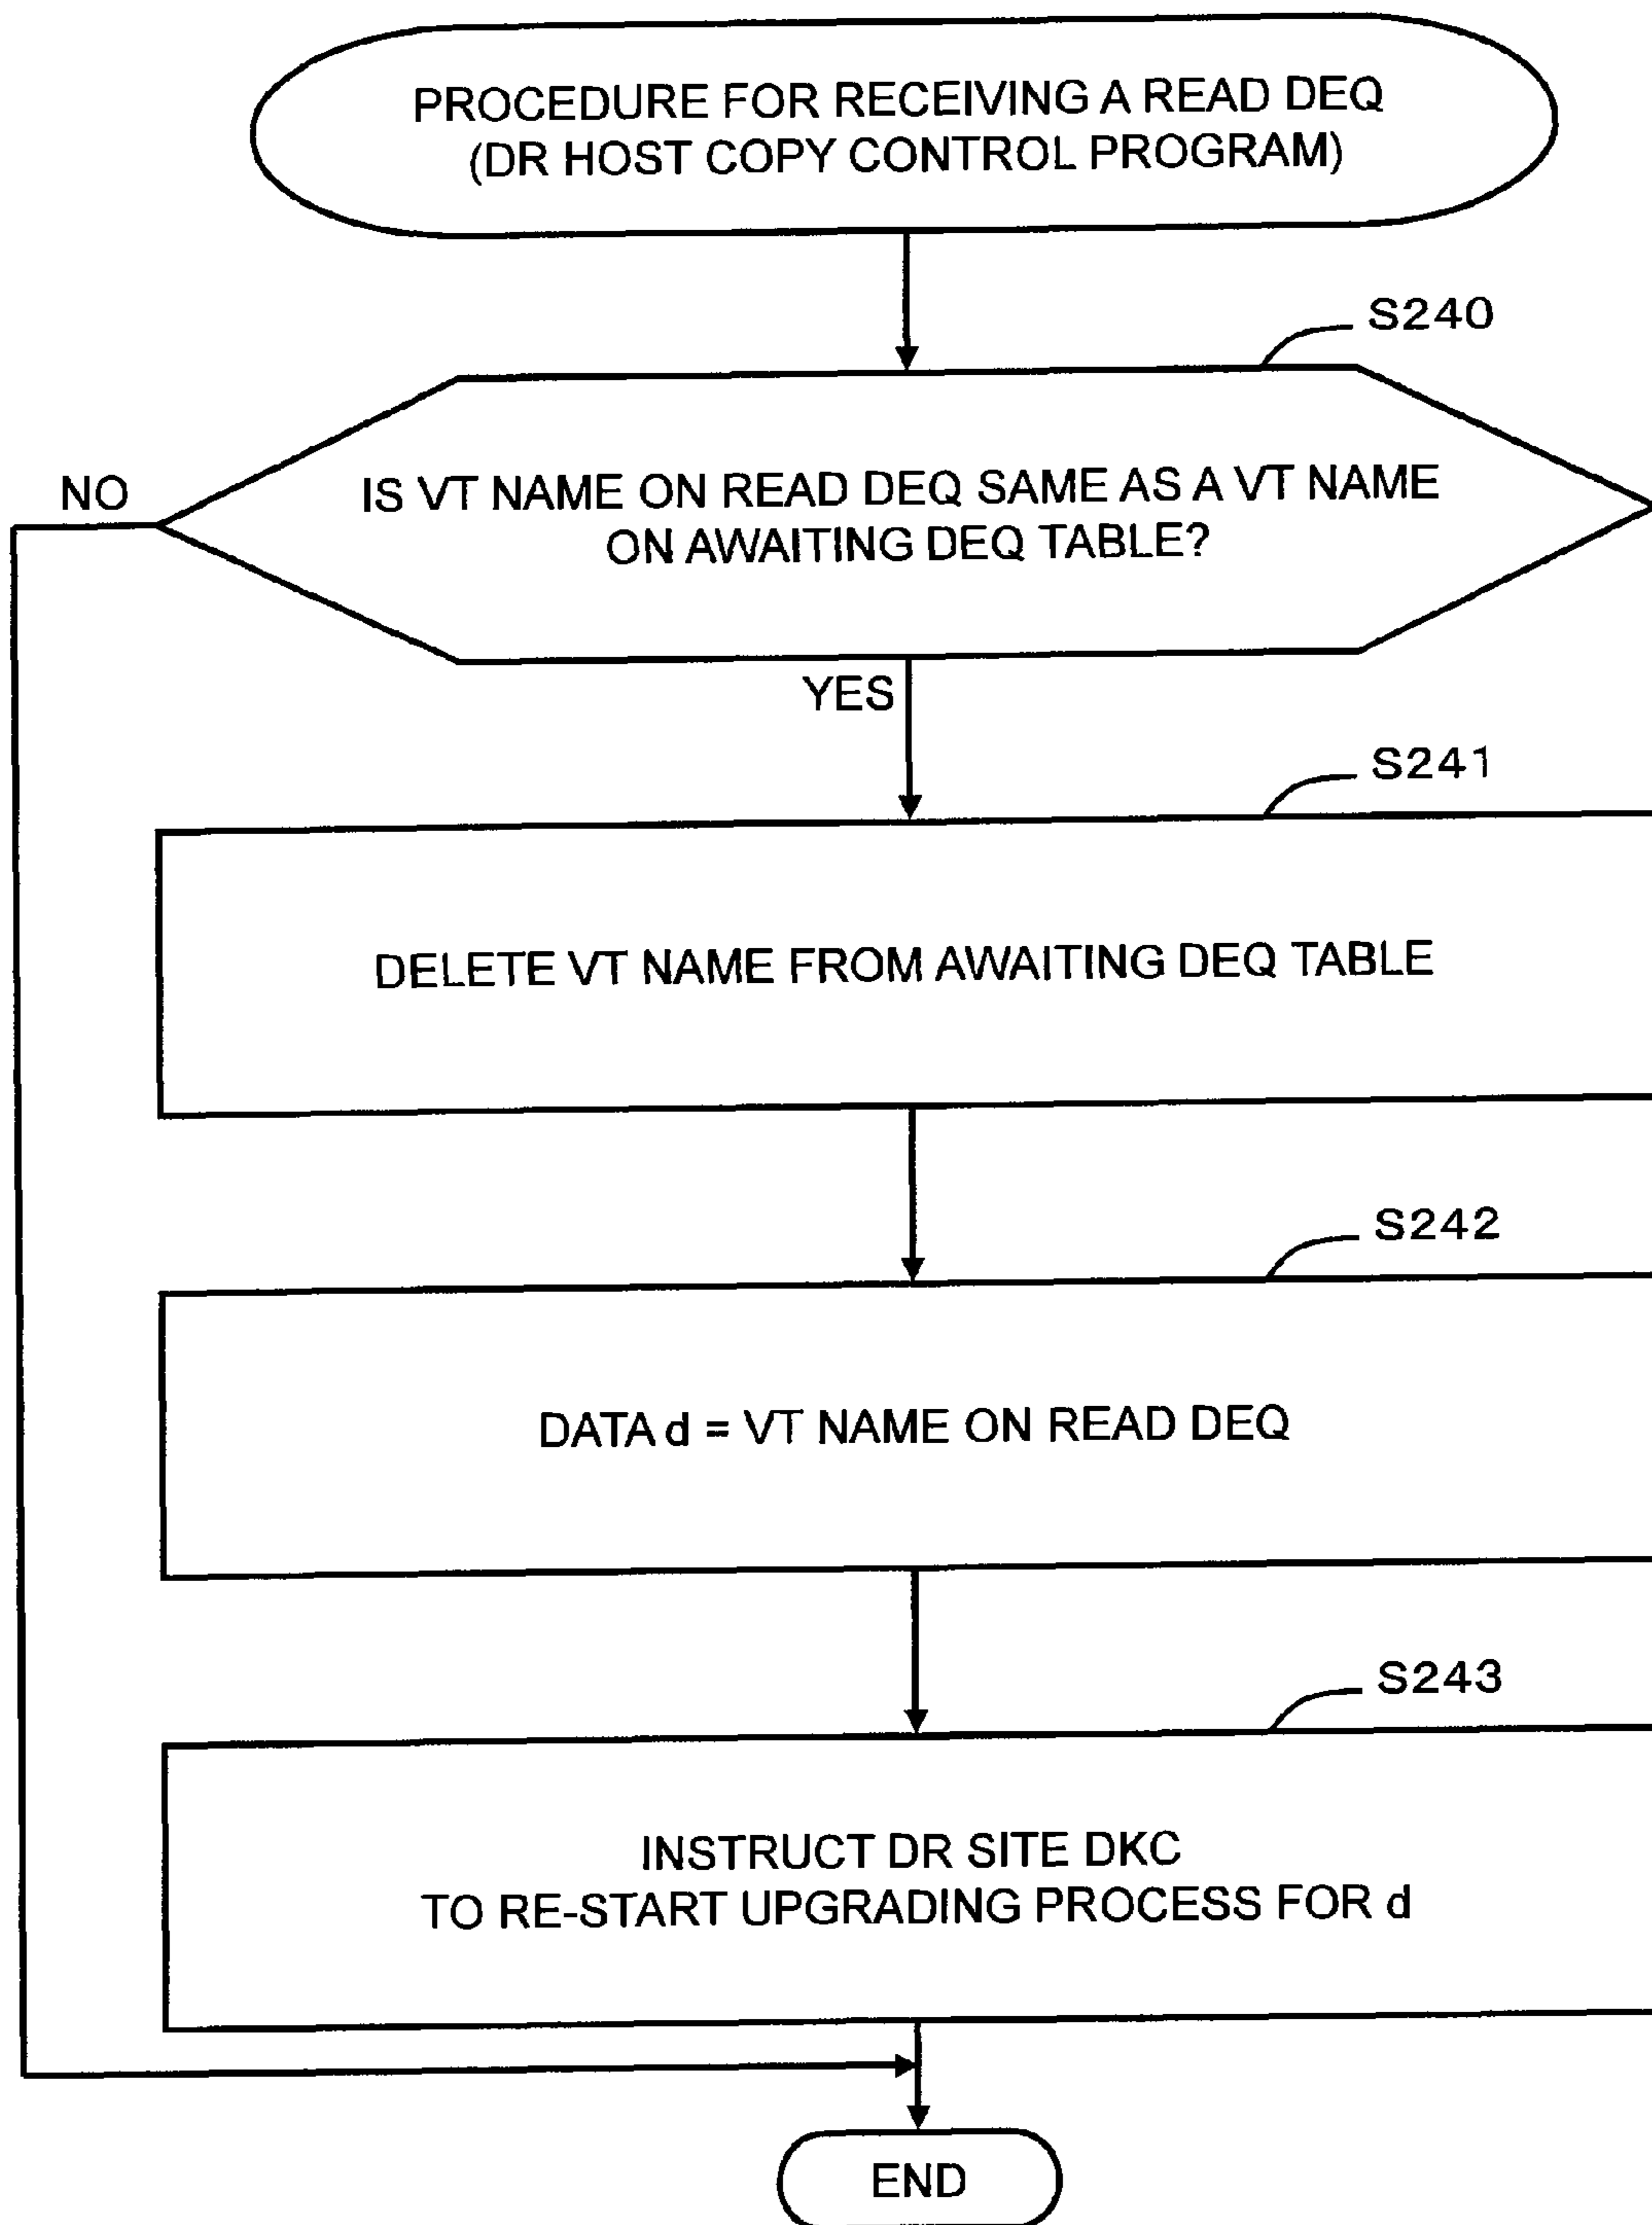 PROCEDURE FOR RECEIVING A READ DEQ
(DR HOST COPY CONTROL PROGRAM)
S240
NO
IS VT NAME ON READ DEQ SAME AS A VT NAME
ON AWAITING DEQ TABLE?
YES
S241
DELETE VT NAME FROM AWAITING DEQ TABLE
S242
DATA d = VT NAME ON READ DEQ
S243
INSTRUCT DR SITE DKC
TO RE-START UPGRADING PROCESS FOR d
END